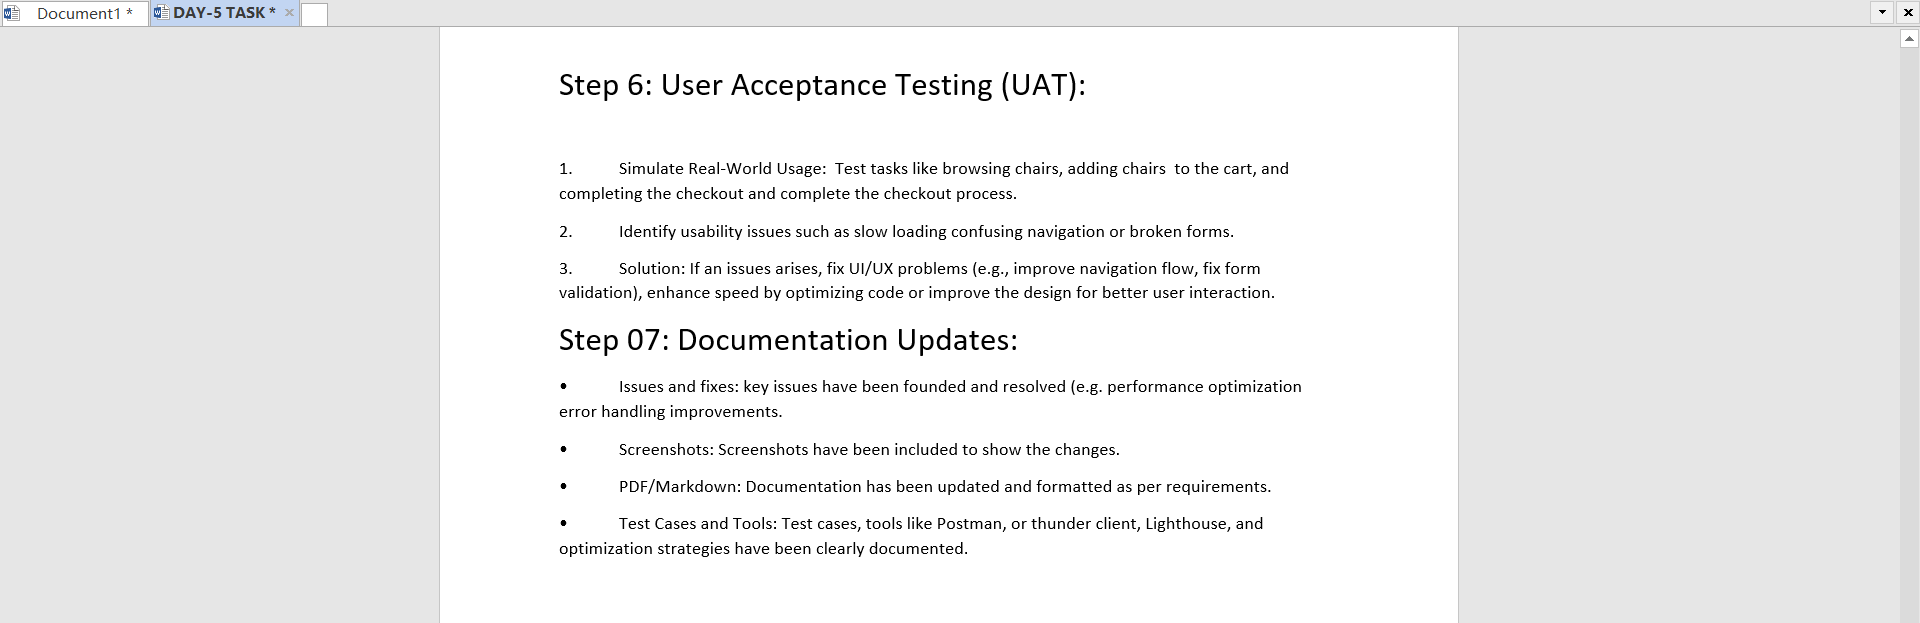 Document1 *
DAY-5 TASK *
Step 6: User Acceptance Testing (UAT):
1. Simulate Real-World Usage:  Test tasks like browsing chairs, adding chairs  to the cart, and
completing the checkout and complete the checkout process.
2. Identify usability issues such as slow loading confusing navigation or broken forms.
3. Solution: If an issues arises, fix UI/UX problems (e.g., improve navigation flow, fix form
validation), enhance speed by optimizing code or improve the design for better user interaction.
Step 07: Documentation Updates:
• Issues and fixes: key issues have been founded and resolved (e.g. performance optimization
error handling improvements.
• Screenshots: Screenshots have been included to show the changes.
• PDF/Markdown: Documentation has been updated and formatted as per requirements.
• Test Cases and Tools: Test cases, tools like Postman, or thunder client, Lighthouse, and
optimization strategies have been clearly documented.